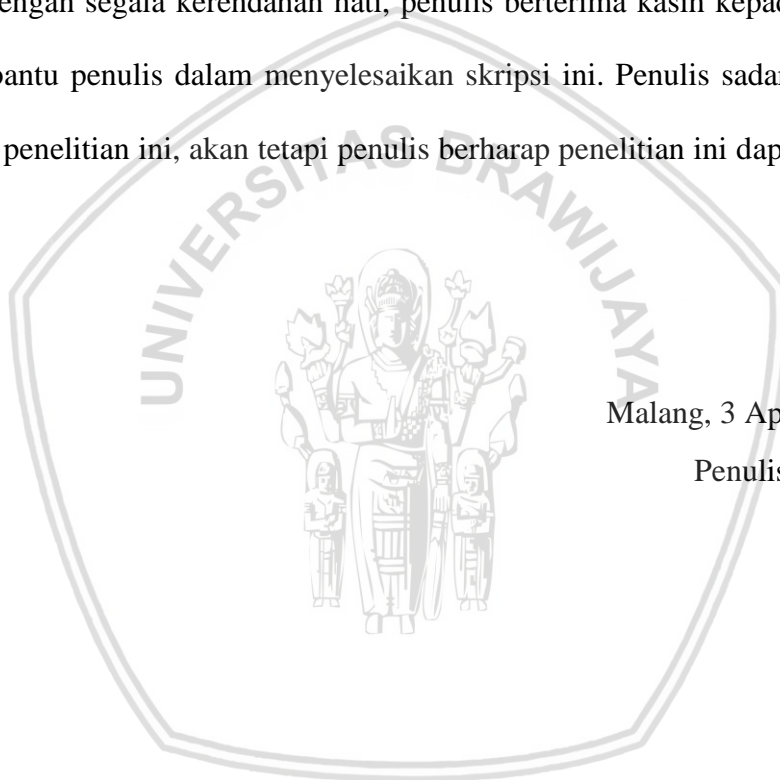 engan segala kerendahan hati, penulis berterima kasih kepad
bantu penulis dalam menyelesaikan skripsi ini. Penulis sadar
penelitian ini, akan tetapi penulis berharap penelitian ini dap
UNIVERSITAS BRAWIJAYA
Malang, 3 Ap
Penulis